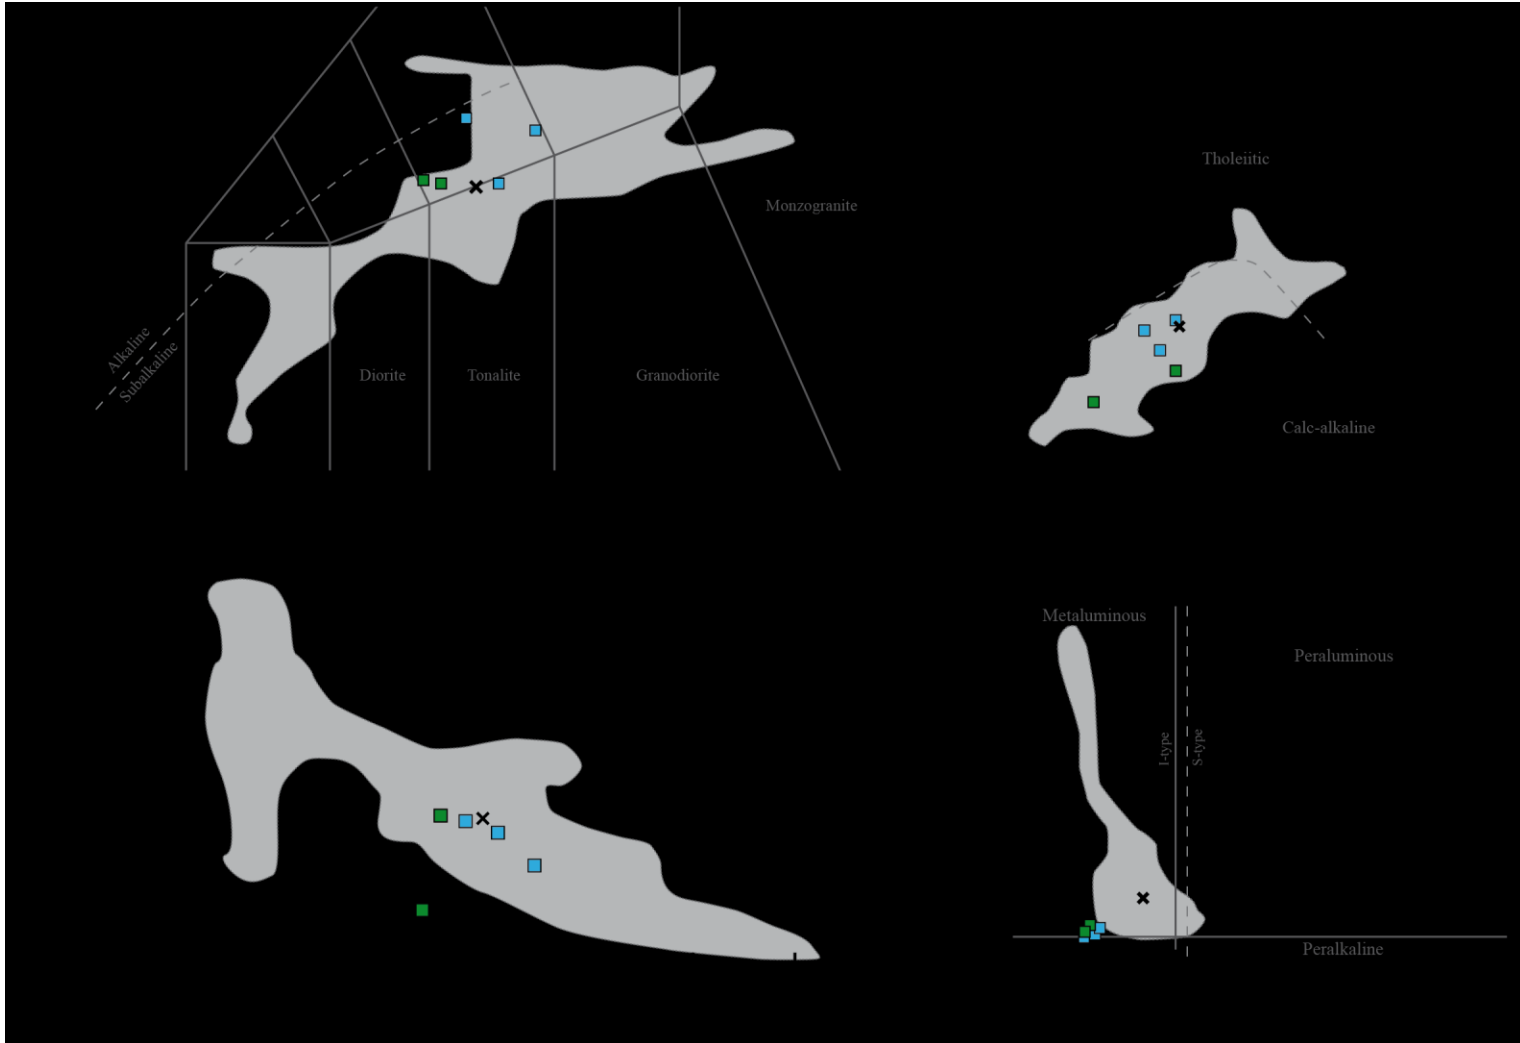 Tholeiitic
Monzogranite
Alkaline
Subalkaline
Diorite
Tonalite
Granodiorite
Calc-alkaline
Metaluminous
Peraluminous
I-type
S-type
Peralkaline